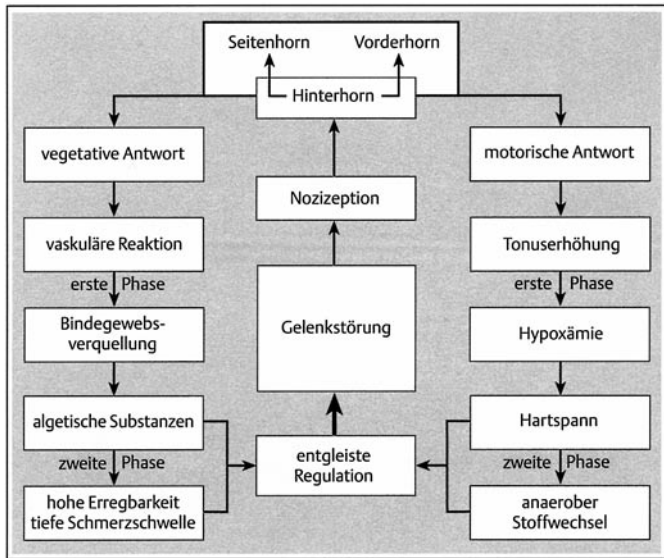 Seitenhorn
Vorderhorn
Hinterhorn
vegetative Antwort
motorische Antwort
Nozizeption
vaskuläre Reaktion
Tonuserhöhung
erste Phase
erste Phase
Bindegewebs-
verquellung
Gelenkstörung
Hypoxämie
algetische Substanzen
Hartspann
entgleiste
Regulation
zweite Phase
zweite Phase
hohe Erregbarkeit
tiefe Schmerzschwelle
anaerober
Stoffwechsel